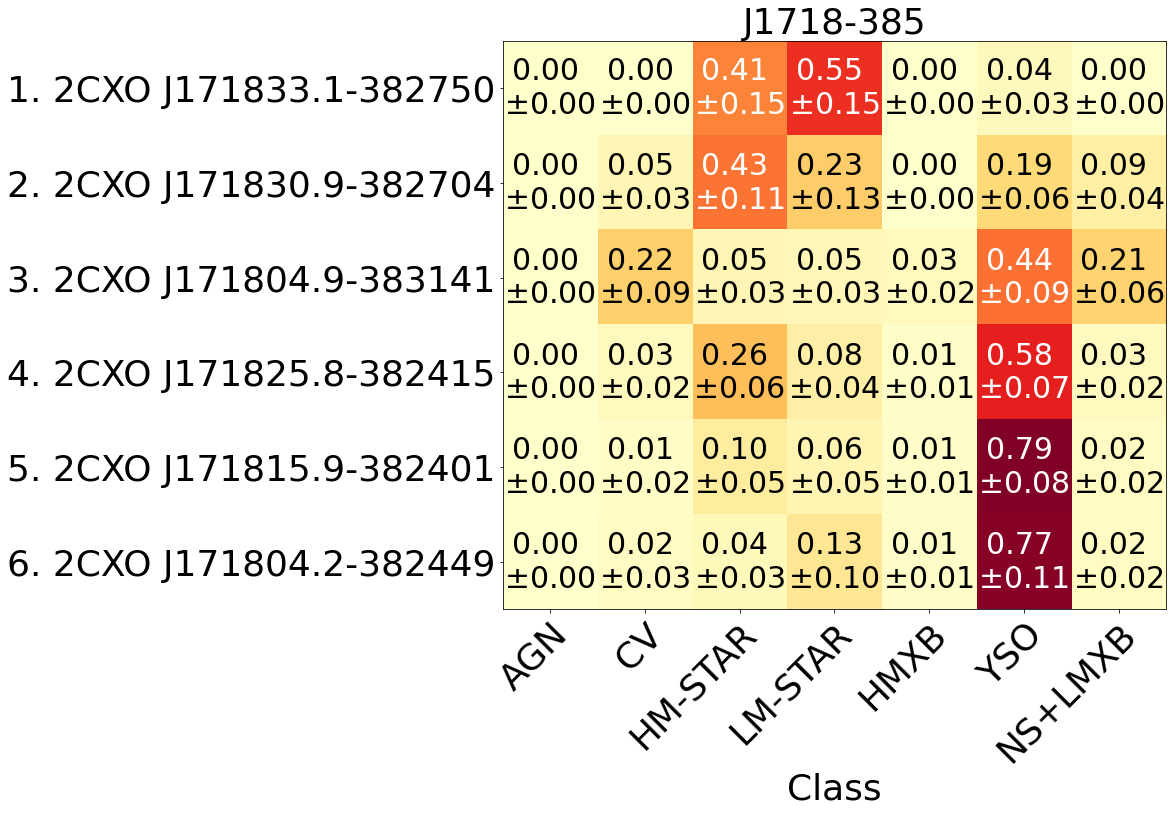 J1718-385
1. 2CXO J171833.1-382750
0.00 0.00 0.41 0.55 0.00 0.04 0.00
±0.00 ±0.00 ±0.15 ±0.15 ±0.00 ±0.03 ±0.00
2. 2CXO J171830.9-382704
0.00 0.05 0.43 0.23 0.00 0.19 0.09
±0.00 ±0.03 ±0.11 ±0.13 ±0.00 ±0.06 ±0.04
3. 2CXO J171804.9-383141
0.00 0.22 0.05 0.05 0.03 0.44 0.21
±0.00 ±0.09 ±0.03 ±0.03 ±0.02 ±0.09 ±0.06
4. 2CXO J171825.8-382415
0.00 0.03 0.26 0.08 0.01 0.58 0.03
±0.00 ±0.02 ±0.06 ±0.04 ±0.01 ±0.07 ±0.02
5. 2CXO J171815.9-382401
0.00 0.01 0.10 0.06 0.01 0.79 0.02
±0.00 ±0.02 ±0.05 ±0.05 ±0.01 ±0.08 ±0.02
6. 2CXO J171804.2-382449
0.00 0.02 0.04 0.13 0.01 0.77 0.02
±0.00 ±0.03 ±0.03 ±0.10 ±0.01 ±0.11 ±0.02
AGN CV HM-STAR LM-STAR HMXB YSO NS+LMXB
Class